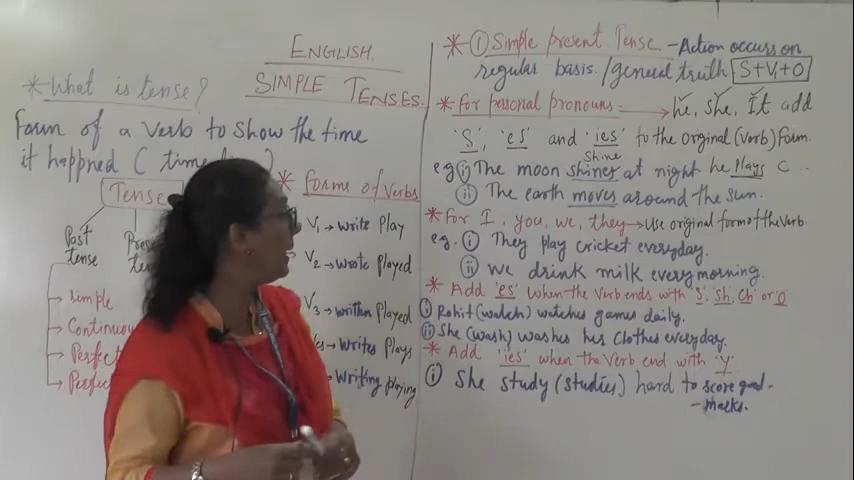 ENGLISH
SIMPLE TENSES
* What is tense?
Form of a verb to show the time
it happned ( time
Tense
Past tense
tense
→ simple
→ Continuou
→ Perfect
→ Perfec
* forms of verbs
V1 → write play
V2 → wrote played
V3 → written played
→ writes plays
→ writing playing
* ① Simple present Tense - Action occurs on
regular basis / general truth S+V1+O
* for personal pronouns → he, she, It add
'S', 'es' and 'ies' to the original (verb) form.
Shine
eg (i) The moon shines at night he plays C ..
(ii) The earth moves around the sun.
* For I, you, we, they → Use original form of the verb
eg. (i) They play cricket everyday.
(ii) we drink milk every morning.
* Add 'es' when the verb ends with S, Sh, Ch or O
(i) Rohit (watch) watches games daily.
(ii) She (wash) washes her clothes everyday.
* Add 'ies' when the verb end with 'Y'
(i) She study (studies) hard to score good -
- marks.